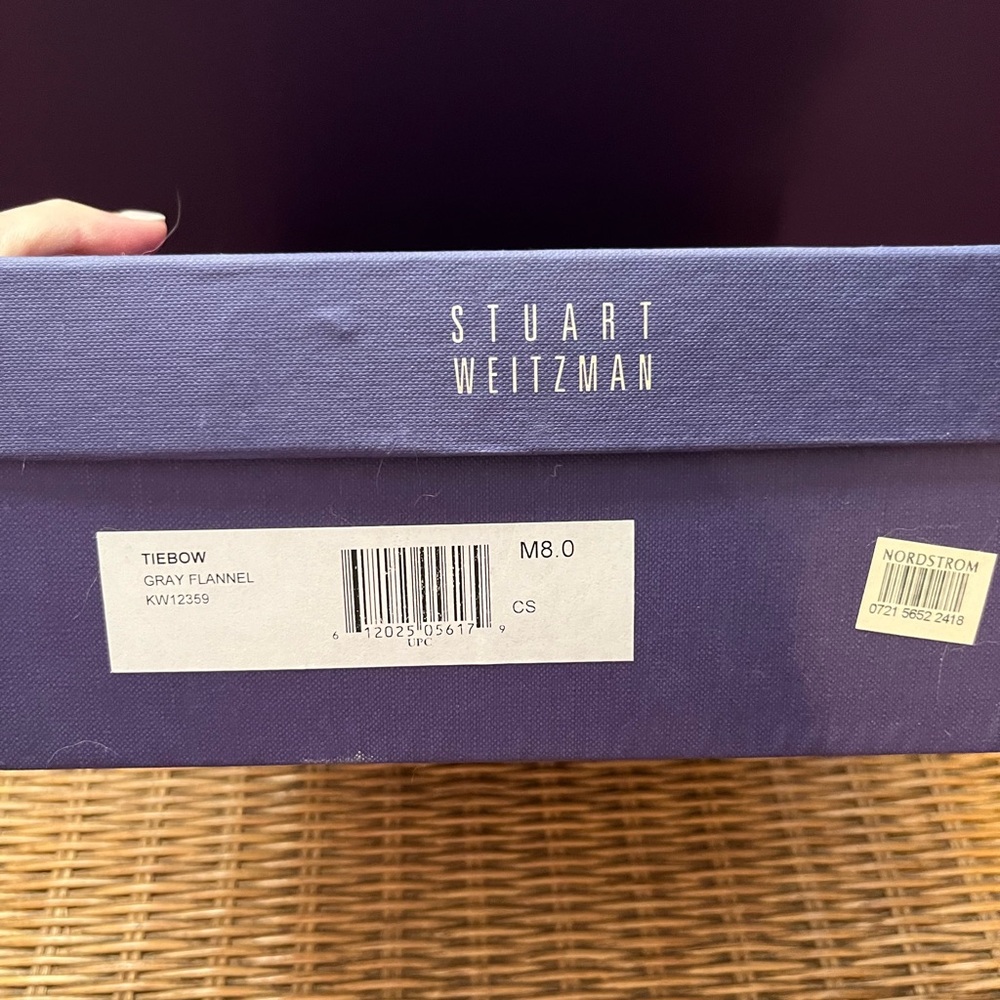 STUART
WEITZMAN
TIEBOW
GRAY FLANNEL
KW12359
6 12025 05617 9
UPC
M8.0
CS
NORDSTROM
0721 5652 2418